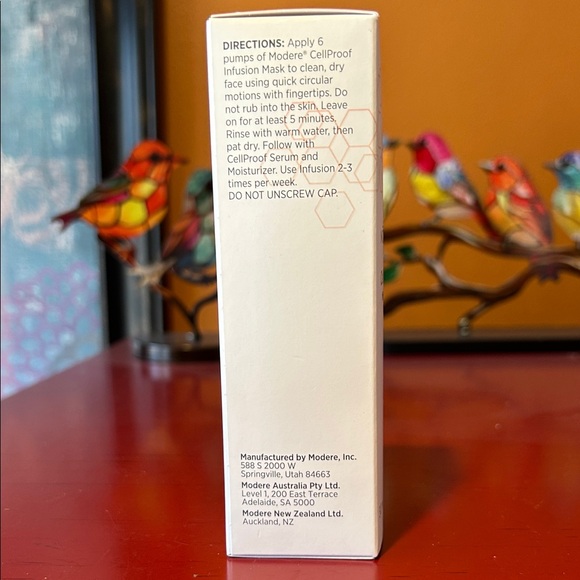 DIRECTIONS: Apply 6
pumps of Modere® CellProof
Infusion Mask to clean, dry
face using quick circular
motions with fingertips. Do
not rub into the skin. Leave
on for at least 5 minutes.
Rinse with warm water, then
pat dry. Follow with
CellProof Serum and
Moisturizer. Use Infusion 2-3
times per week.
DO NOT UNSCREW CAP.
Manufactured by Modere, Inc.
588 S 2000 W
Springville, Utah 84663
Modere Australia Pty Ltd.
Level 1, 200 East Terrace
Adelaide, SA 5000
Modere New Zealand Ltd.
Auckland, NZ